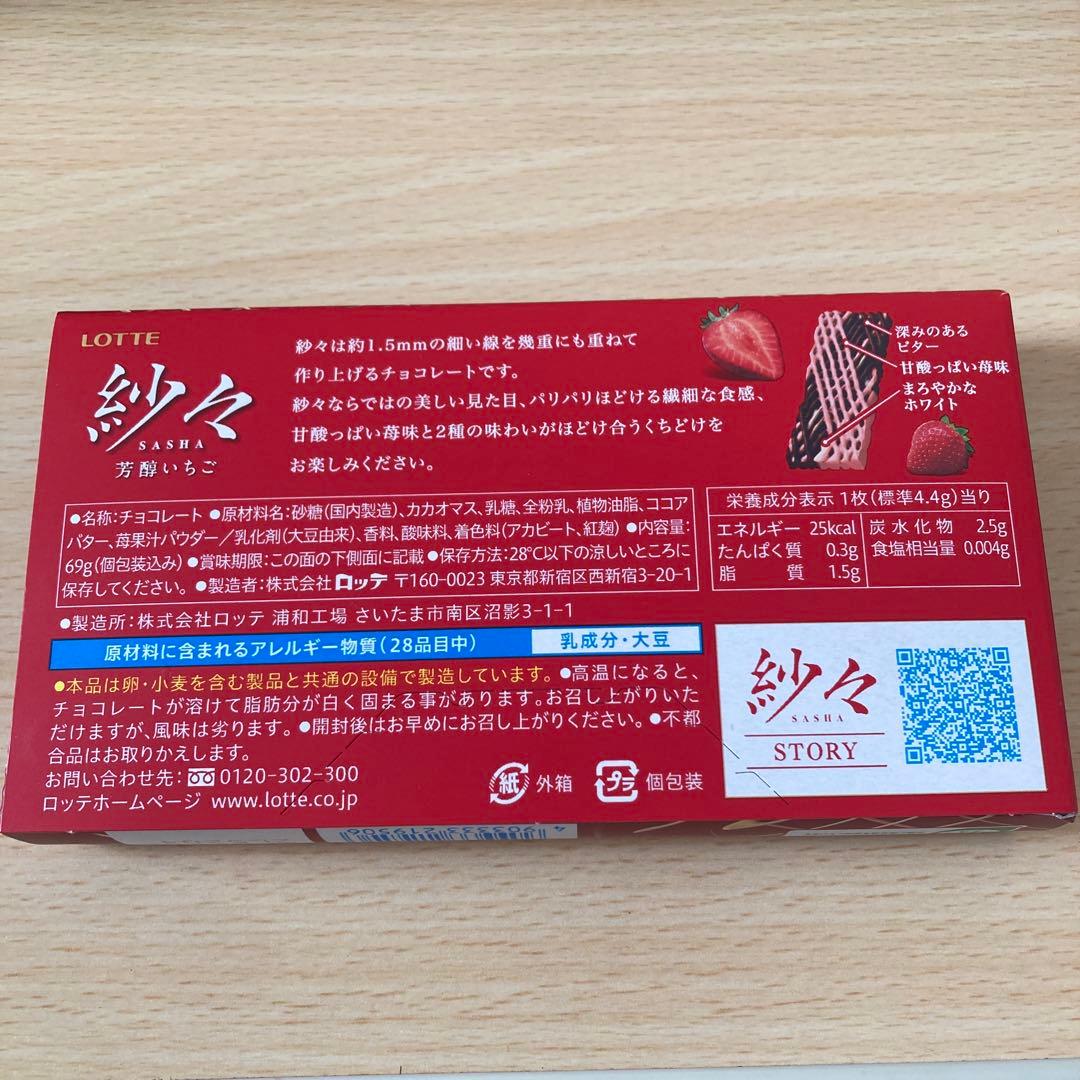 LOTTE
紗々
SASHA
芳醇いちご
紗々は約1.5mmの細い線を幾重にも重ねて
作り上げるチョコレートです。
紗々ならではの美しい見た目、パリパリほどける繊細な食感、
甘酸っぱい苺味と2種の味わいがほどけ合うくちどけを
お楽しみください。
深みのある
ビター
甘酸っぱい苺味
まろやかな
ホワイト
●名称:チョコレート ●原材料名:砂糖(国内製造)、カカオマス、乳糖、全粉乳、植物油脂、ココア
バター、苺果汁パウダー/乳化剤(大豆由来)、香料、酸味料、着色料(アカビート、紅麹) ●内容量:
69g(個包装込み) ●賞味期限:この面の下側面に記載 ●保存方法:28℃以下の涼しいところに
保存してください。 ●製造者:株式会社ロッテ 〒160-0023 東京都新宿区西新宿3-20-1
栄養成分表示 1枚(標準4.4g)当り
エネルギー 25kcal 炭水化物 2.5g
たんぱく質 0.3g 食塩相当量 0.004g
脂質 1.5g
●製造所:株式会社ロッテ 浦和工場 さいたま市南区沼影3-1-1
原材料に含まれるアレルギー物質(28品目中) 乳成分・大豆
●本品は卵・小麦を含む製品と共通の設備で製造しています。 ●高温になると、
チョコレートが溶けて脂肪分が白く固まる事があります。お召し上がりいた
だけますが、風味は劣ります。 ●開封後はお早めにお召し上がりください。 ●不都
合品はお取りかえします。
お問い合わせ先: 0120-302-300
ロッテホームページ www.lotte.co.jp
紙 外箱 プラ 個包装
紗々
SASHA
STORY